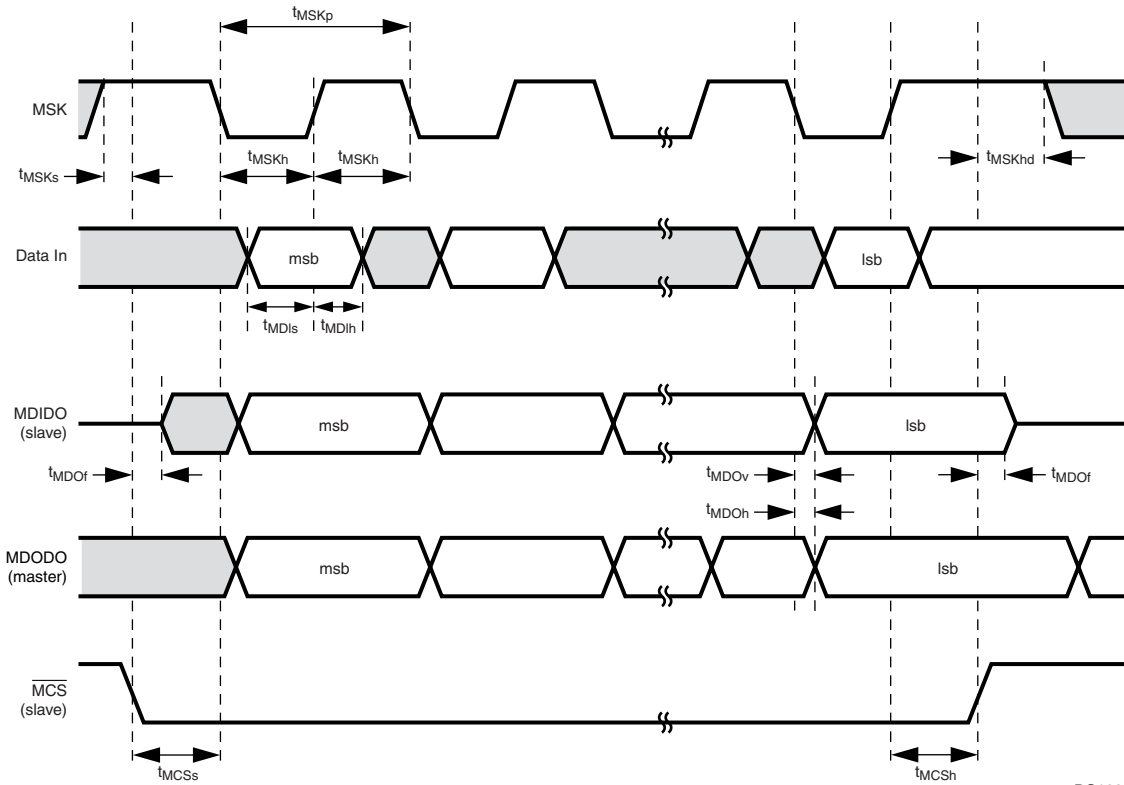 tMSKp
MSK
tMSKh tMSKh
tMSKs tMSKhd
Data In msb lsb
tMDIs tMDIh
MDIDO
(slave) msb lsb
tMDOf tMDOv tMDOf
tMDOh
MDODO
(master) msb lsb
MCS
(slave)
tMCSs tMCSh